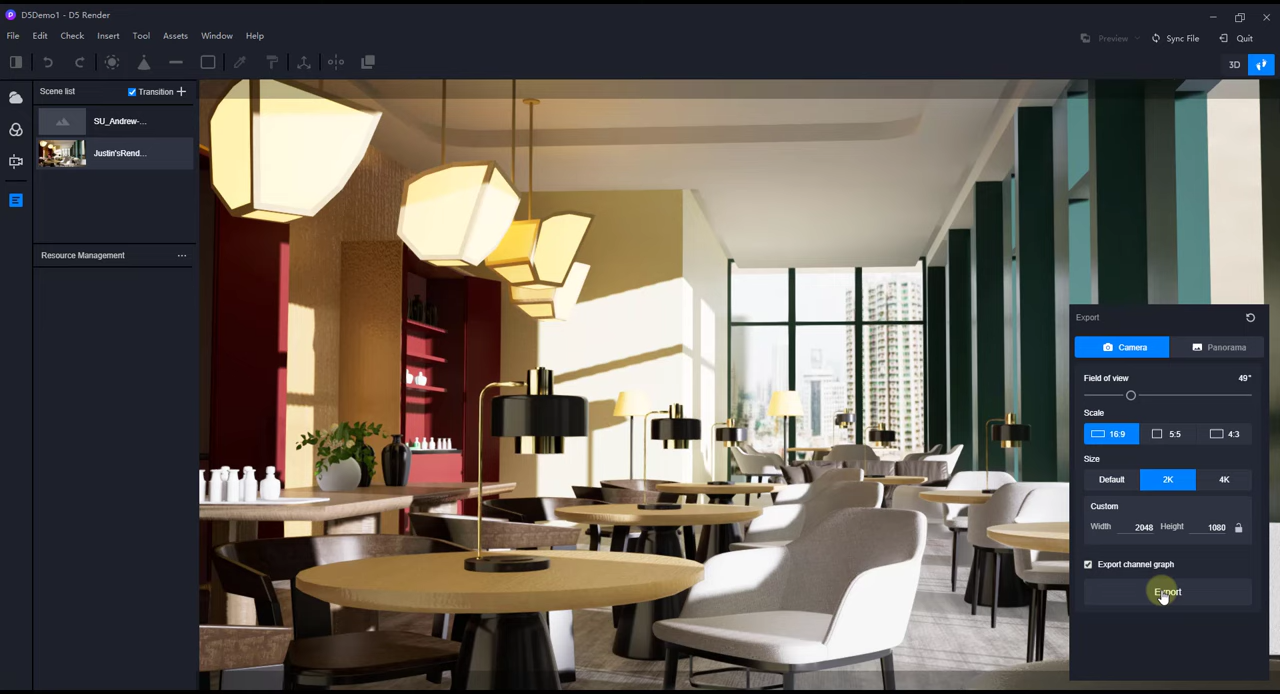 D5Demo1 - D5 Render
File Edit Check Insert Tool Assets Window Help
Preview Sync File Quit
3D
Scene list Transition
SU_Andrew-...
Justin'sRend...
Resource Management ...
Export
Camera Panorama
Field of view 49°
Scale
16:9 5:5 4:3
Size
Default 2K 4K
Custom
Width 2048 Height 1080
Export channel graph
Export